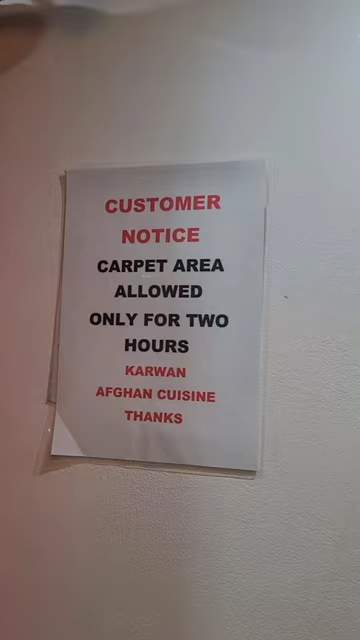 CUSTOMER
NOTICE
CARPET AREA
ALLOWED
ONLY FOR TWO
HOURS
KARWAN
AFGHAN CUISINE
THANKS